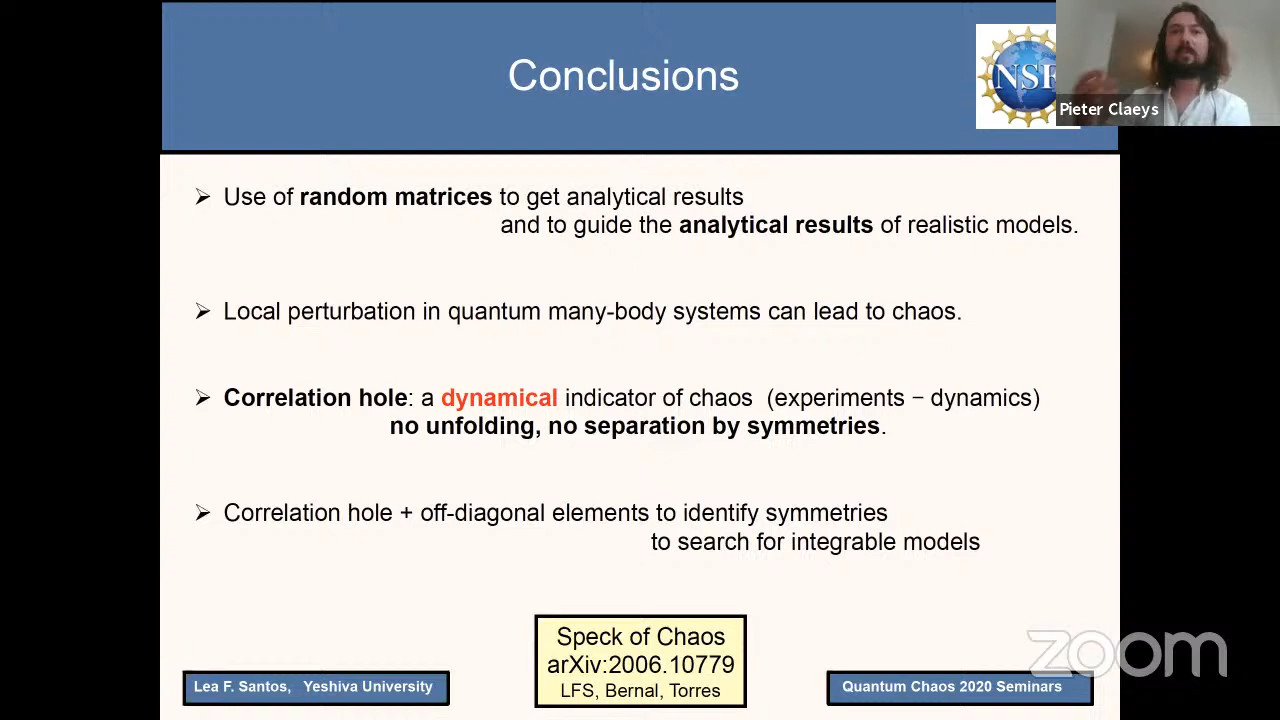 Conclusions
NSF
Pieter Claeys
➢ Use of random matrices to get analytical results
and to guide the analytical results of realistic models.
➢ Local perturbation in quantum many-body systems can lead to chaos.
➢ Correlation hole: a dynamical indicator of chaos (experiments − dynamics)
no unfolding, no separation by symmetries.
➢ Correlation hole + off-diagonal elements to identify symmetries
to search for integrable models
Speck of Chaos
arXiv:2006.10779
LFS, Bernal, Torres
Lea F. Santos, Yeshiva University
Quantum Chaos 2020 Seminars
zoom